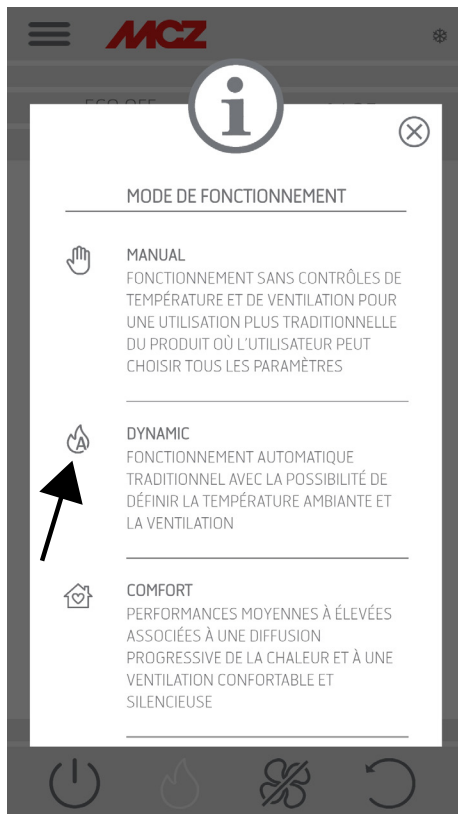 MCZ
MODE DE FONCTIONNEMENT
MANUAL
FONCTIONNEMENT SANS CONTRÔLES DE
TEMPÉRATURE ET DE VENTILATION POUR
UNE UTILISATION PLUS TRADITIONNELLE
DU PRODUIT OÙ L'UTILISATEUR PEUT
CHOISIR TOUS LES PARAMÈTRES
A
DYNAMIC
FONCTIONNEMENT AUTOMATIQUE
TRADITIONNEL AVEC LA POSSIBILITÉ DE
DÉFINIR LA TEMPÉRATURE AMBIANTE ET
LA VENTILATION
COMFORT
PERFORMANCES MOYENNES À ÉLEVÉES
ASSOCIÉES À UNE DIFFUSION
PROGRESSIVE DE LA CHALEUR ET À UNE
VENTILATION CONFORTABLE ET
SILENCIEUSE